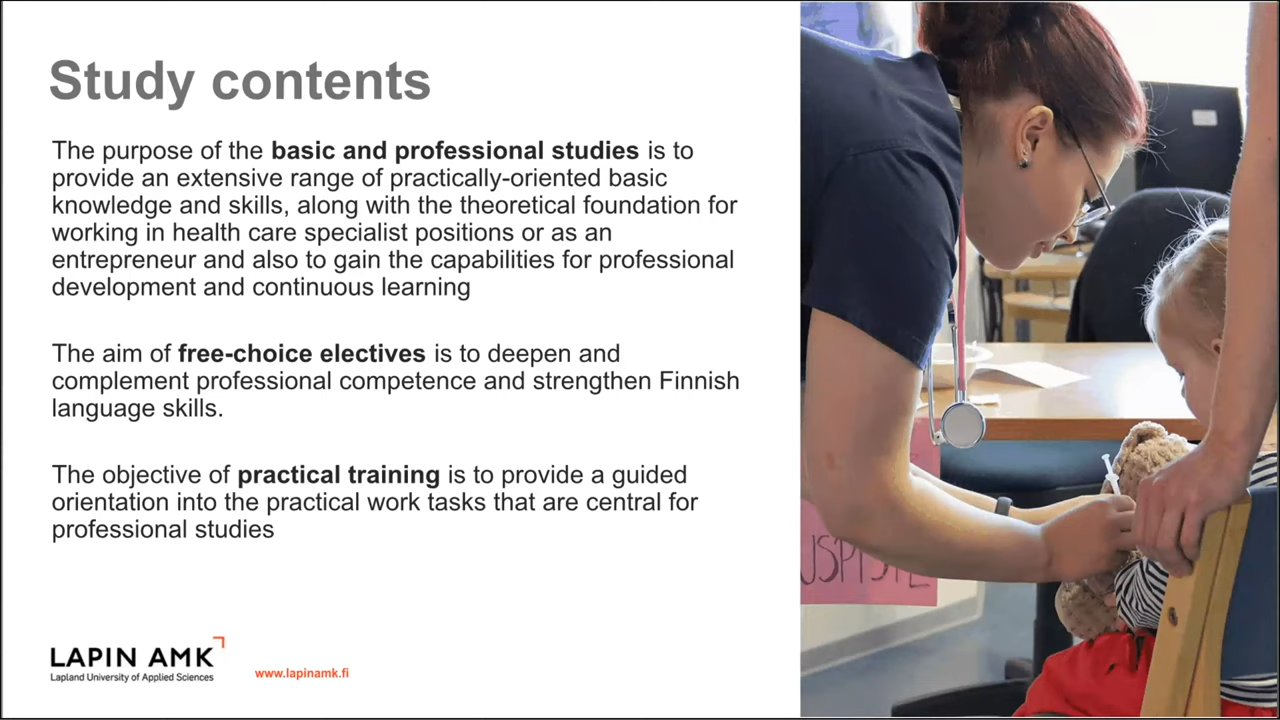 Study contents
The purpose of the basic and professional studies is to
provide an extensive range of practically-oriented basic
knowledge and skills, along with the theoretical foundation for
working in health care specialist positions or as an
entrepreneur and also to gain the capabilities for professional
development and continuous learning
The aim of free-choice electives is to deepen and
complement professional competence and strengthen Finnish
language skills.
The objective of practical training is to provide a guided
orientation into the practical work tasks that are central for
professional studies
LAPIN AMK
Lapland University of Applied Sciences
www.lapinamk.fi